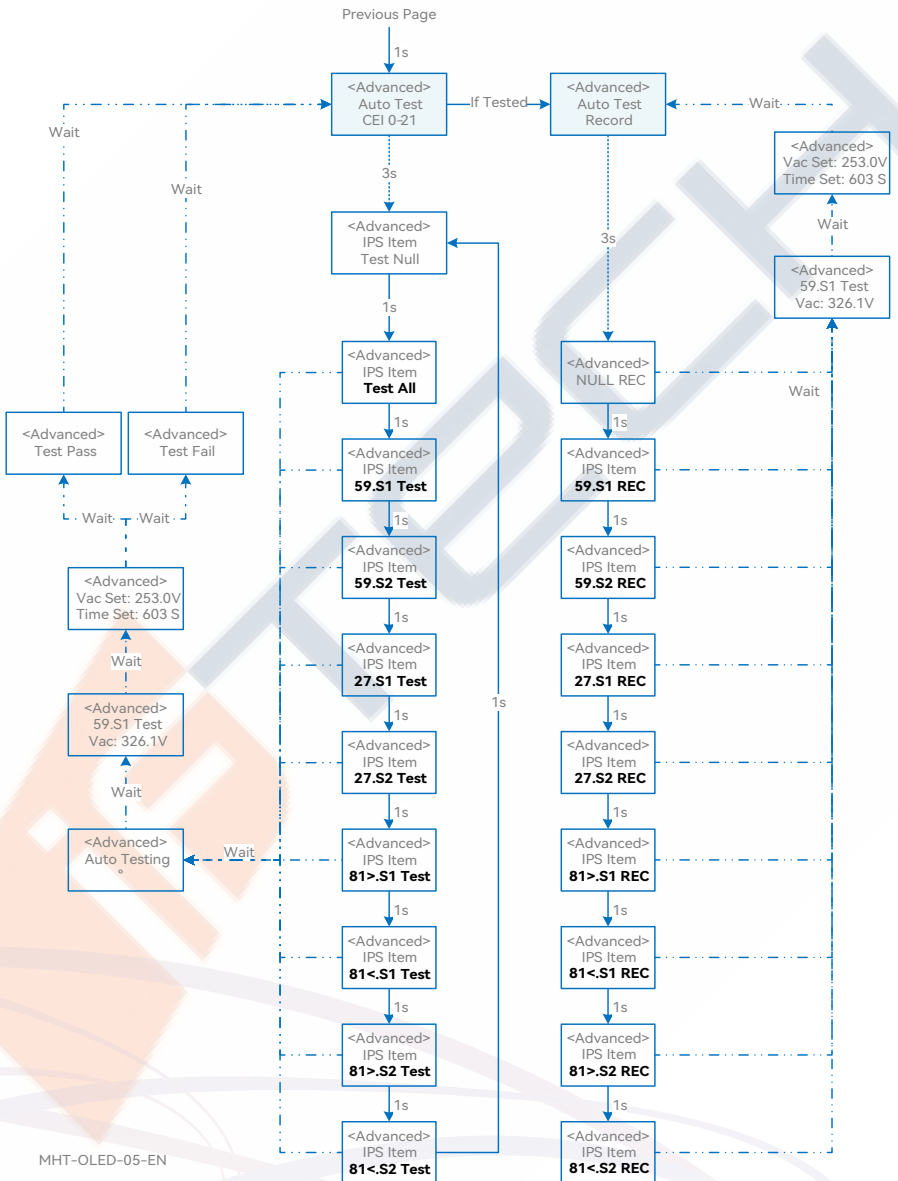 Previous Page
1s
<Advanced>
Auto Test
CEI 0-21
If Tested
<Advanced>
Auto Test
Record
Wait
Wait
<Advanced>
Vac Set: 253.0V
Time Set: 603 S
3s
Wait
<Advanced>
IPS Item
Test Null
3s
Wait
<Advanced>
59.S1 Test
Vac: 326.1V
1s
<Advanced>
IPS Item
Test All
<Advanced>
NULL REC
Wait
1s
1s
<Advanced>
Test Pass
<Advanced>
Test Fail
<Advanced>
IPS Item
59.S1 Test
<Advanced>
IPS Item
59.S1 REC
Wait
Wait
1s
1s
<Advanced>
IPS Item
59.S2 Test
<Advanced>
IPS Item
59.S2 REC
<Advanced>
Vac Set: 253.0V
Time Set: 603 S
1s
1s
Wait
<Advanced>
IPS Item
27.S1 Test
<Advanced>
IPS Item
27.S1 REC
1s
<Advanced>
59.S1 Test
Vac: 326.1V
1s
1s
<Advanced>
IPS Item
27.S2 Test
<Advanced>
IPS Item
27.S2 REC
Wait
1s
1s
<Advanced>
Auto Testing
°
Wait
<Advanced>
IPS Item
81>.S1 Test
<Advanced>
IPS Item
81>.S1 REC
1s
1s
<Advanced>
IPS Item
81<.S1 Test
<Advanced>
IPS Item
81<.S1 REC
1s
1s
<Advanced>
IPS Item
81>.S2 Test
<Advanced>
IPS Item
81>.S2 REC
1s
1s
<Advanced>
IPS Item
81<.S2 Test
<Advanced>
IPS Item
81<.S2 REC
MHT-OLED-05-EN